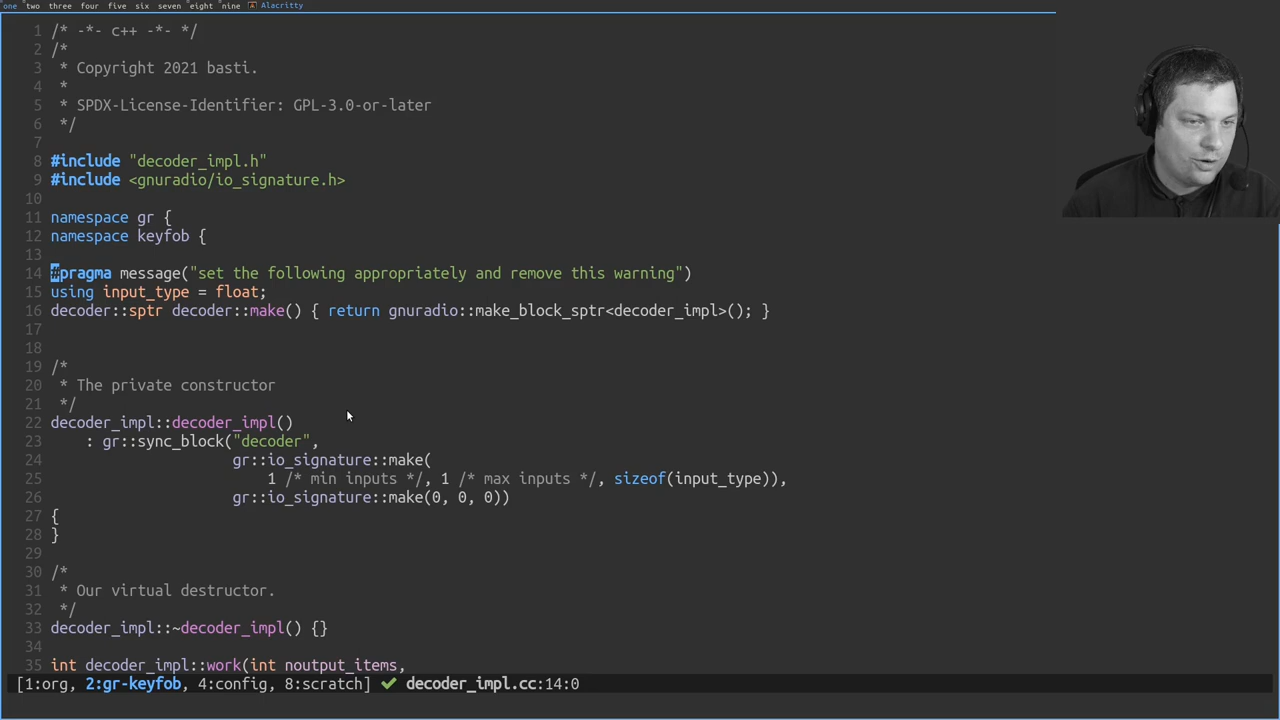 one two three four five six seven eight nine A Alacritty
1 /* -*- c++ -*- */
2 /*
3  * Copyright 2021 basti.
4  *
5  * SPDX-License-Identifier: GPL-3.0-or-later
6  */
7
8 #include "decoder_impl.h"
9 #include <gnuradio/io_signature.h>
10
11 namespace gr {
12 namespace keyfob {
13
14 #pragma message("set the following appropriately and remove this warning")
15 using input_type = float;
16 decoder::sptr decoder::make() { return gnuradio::make_block_sptr<decoder_impl>(); }
17
18
19 /*
20  * The private constructor
21  */
22 decoder_impl::decoder_impl()
23     : gr::sync_block("decoder",
24                      gr::io_signature::make(
25                          1 /* min inputs */, 1 /* max inputs */, sizeof(input_type)),
26                      gr::io_signature::make(0, 0, 0))
27 {
28 }
29
30 /*
31  * Our virtual destructor.
32  */
33 decoder_impl::~decoder_impl() {}
34
35 int decoder_impl::work(int noutput_items,
[1:org, 2:gr-keyfob, 4:config, 8:scratch] ✔ decoder_impl.cc:14:0